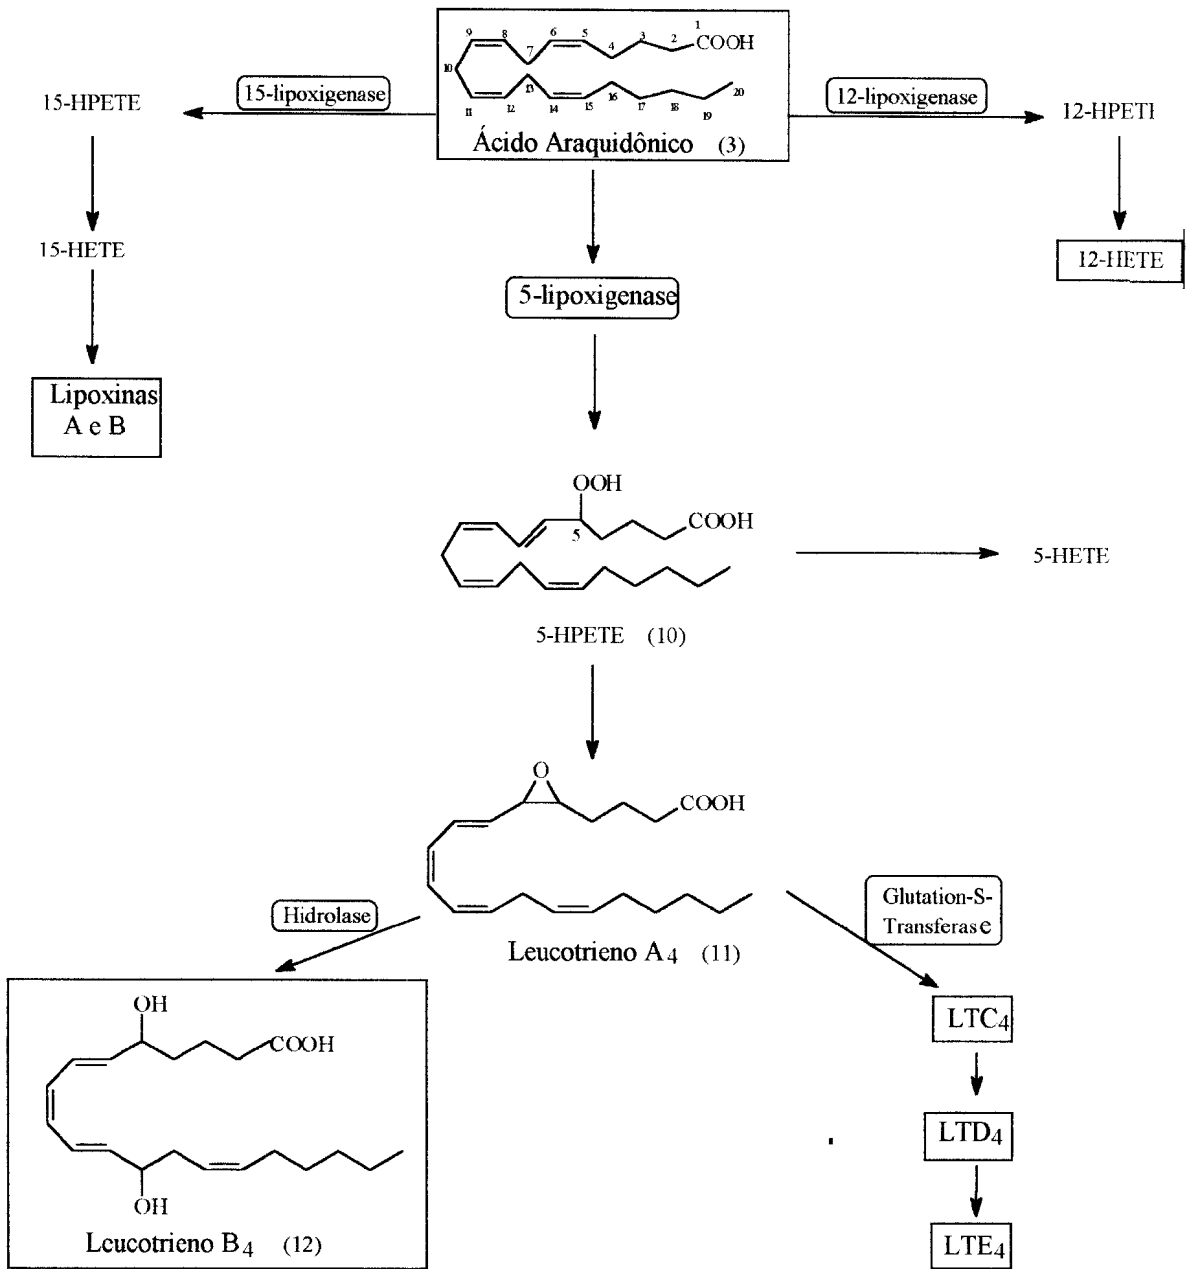 1
9
8
6
5
3
COOH
7
4
2
10
13
20
11
12
14
15
16
17
18
19
Ácido Araquidônico (3)
15-HPETE
15-lipoxigenase
12-lipoxigenase
12-HPETI
15-HETE
12-HETE
5-lipoxigenase
Lipoxinas
A e B
OOH
COOH
5
5-HETE
5-HPETE (10)
O
COOH
Hidrolase
Glutation-S-
Transferase
Leucotrieno A4 (11)
OH
COOH
LTC4
LTD4
OH
Leucotrieno B4 (12)
LTE4